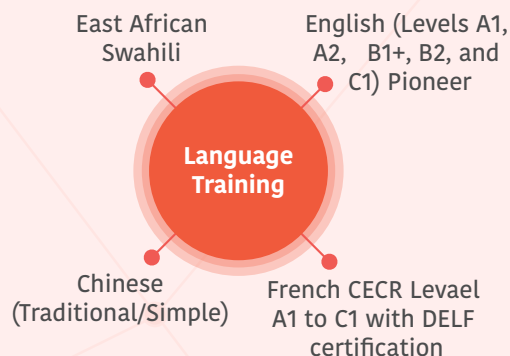 East African
Swahili
English (Levels A1,
A2, B1+, B2, and
C1) Pioneer
Language
Training
Chinese
(Traditional/Simple)
French CECR Levael
A1 to C1 with DELF
certification